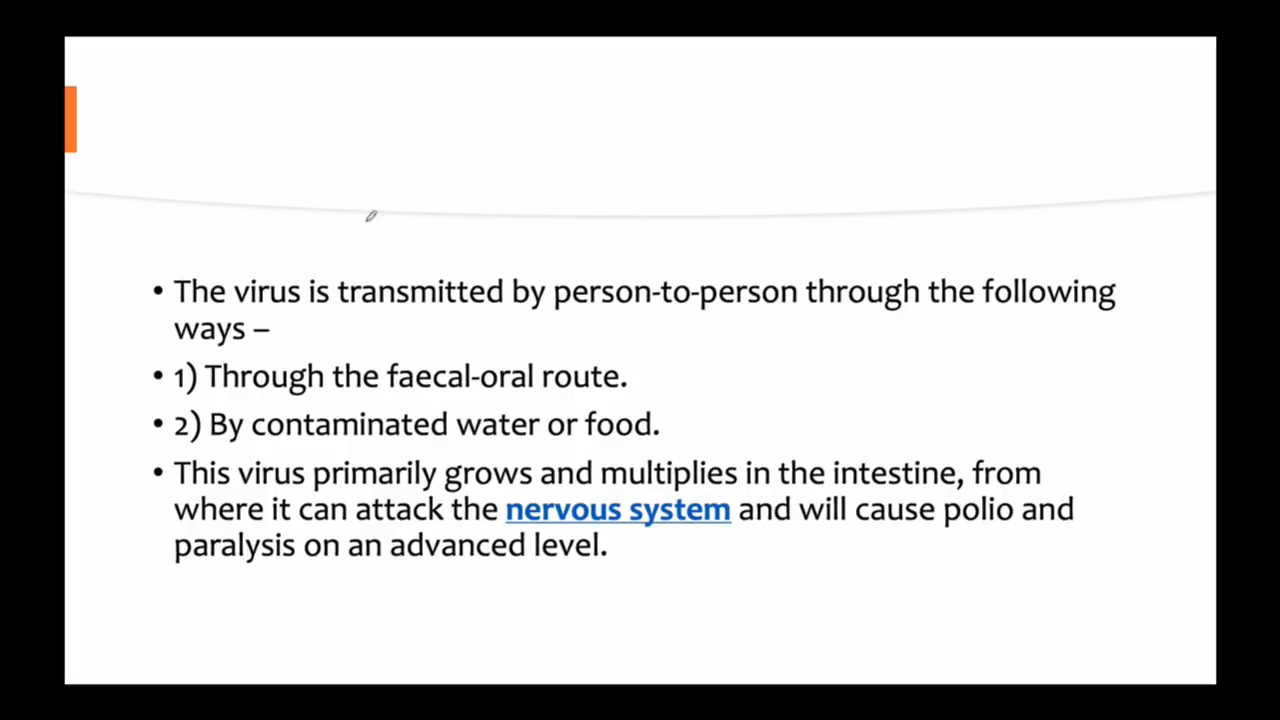 • The virus is transmitted by person-to-person through the following
ways –
• 1) Through the faecal-oral route.
• 2) By contaminated water or food.
• This virus primarily grows and multiplies in the intestine, from
where it can attack the nervous system and will cause polio and
paralysis on an advanced level.